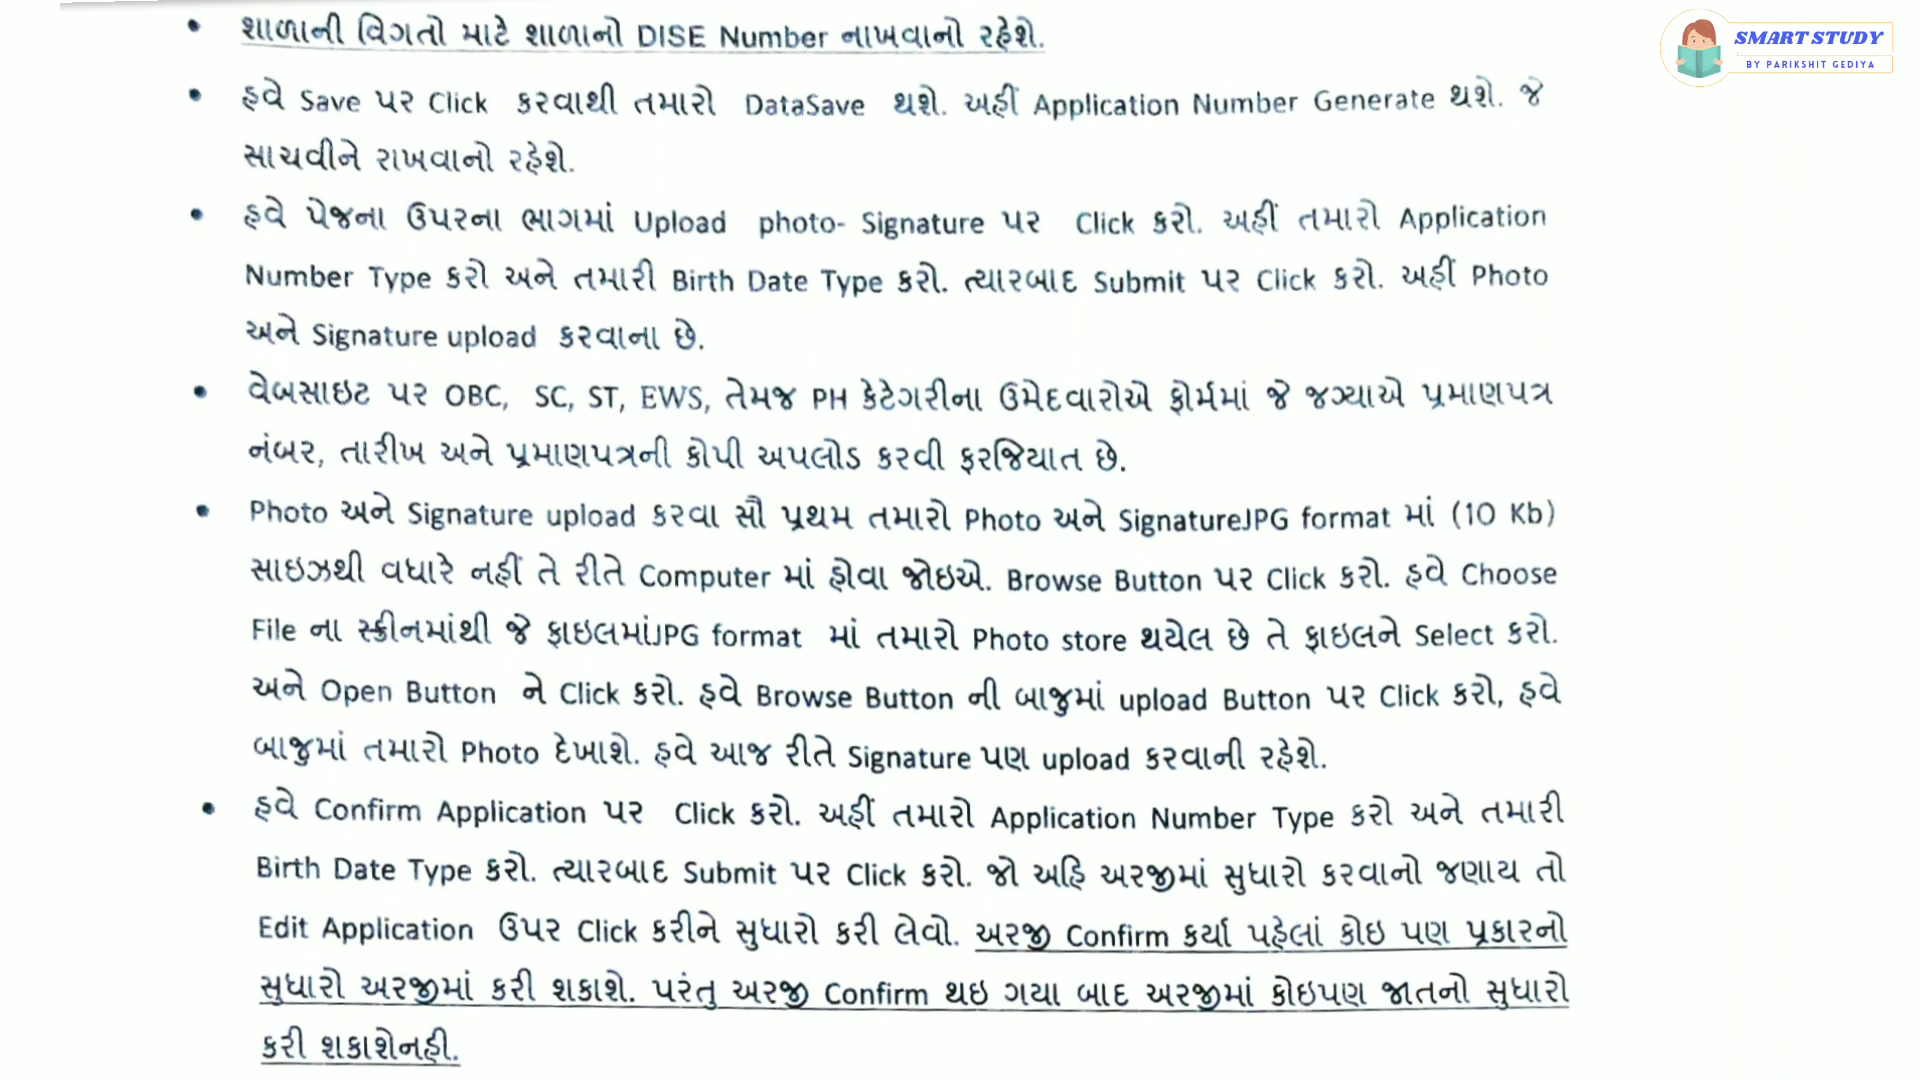 શાળાની વિગતો માટે શાળાનો DISE Number નાખવાનો રહેશે.
SMART STUDY
BY PARIKSHIT GEDIYA
હવે Save પર Click કરવાથી તમારો DataSave થશે. અહીં Application Number Generate થશે. જે
સાચવીને રાખવાનો રહેશે.
હવે પેજના ઉપરના ભાગમાં Upload photo- Signature પર Click કરો. અહીં તમારો Application
Number Type કરો અને તમારી Birth Date Type કરો. ત્યારબાદ Submit પર Click કરો. અહીં Photo
અને Signature upload કરવાના છે.
વેબસાઇટ પર OBC, SC, ST, EWS, તેમજ PH કેટેગરીના ઉમેદવારોએ ફોર્મમાં જે જગ્યાએ પ્રમાણપત્ર
નંબર, તારીખ અને પ્રમાણપત્રની કોપી અપલોડ કરવી ફરજિયાત છે.
Photo અને Signature upload કરવા સૌ પ્રથમ તમારો Photo અને SignatureJPG format માં (10 Kb)
સાઇઝથી વધારે નહીં તે રીતે Computer માં હોવા જોઇએ. Browse Button પર Click કરો. હવે Choose
File ના સ્ક્રીનમાંથી જે ફાઇલમાંJPG format માં તમારો Photo store થયેલ છે તે ફાઇલને Select કરો.
અને Open Button ને Click કરો. હવે Browse Button ની બાજુમાં upload Button પર Click કરો, હવે
બાજુમાં તમારો Photo દેખાશે. હવે આજ રીતે Signature પણ upload કરવાની રહેશે.
હવે Confirm Application પર Click કરો. અહીં તમારો Application Number Type કરો અને તમારી
Birth Date Type કરો. ત્યારબાદ Submit પર Click કરો. જો અહિ અરજીમાં સુધારો કરવાનો જણાય તો
Edit Application ઉપર Click કરીને સુધારો કરી લેવો. અરજી Confirm કર્યા પહેલાં કોઇ પણ પ્રકારનો
સુધારો અરજીમાં કરી શકાશે. પરંતુ અરજી Confirm થઇ ગયા બાદ અરજીમાં કોઇપણ જાતનો સુધારો
કરી શકાશેનહી.